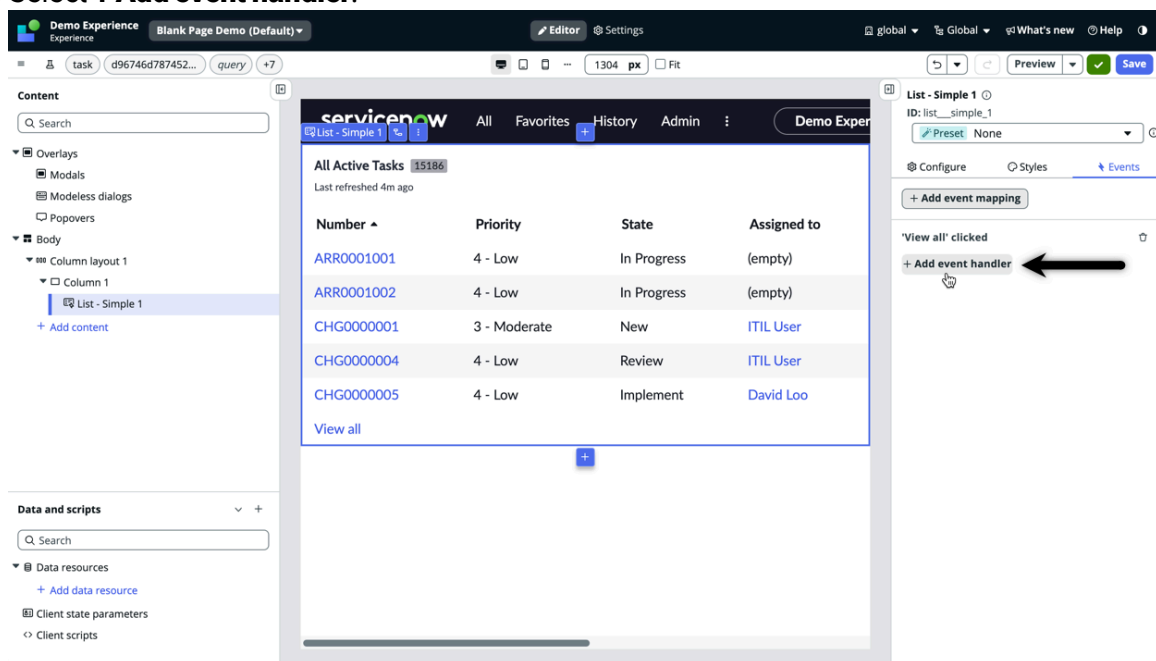 Select + Add event handler.
Demo Experience
Experience
Blank Page Demo (Default)
Editor
Settings
global
Global
What's new
Help
task
d96746d787452...
query
+7
1304 px
Fit
Preview
Save
Content
Search
Overlays
Modals
Modeless dialogs
Popovers
Body
Column layout 1
Column 1
List - Simple 1
+ Add content
Data and scripts
Search
Data resources
+ Add data resource
Client state parameters
Client scripts
servicenow
All
Favorites
History
Admin
Demo Exper
List - Simple 1
All Active Tasks 15186
Last refreshed 4m ago
Number Priority State Assigned to
ARR0001001 4 - Low In Progress (empty)
ARR0001002 4 - Low In Progress (empty)
CHG0000001 3 - Moderate New ITIL User
CHG0000004 4 - Low Review ITIL User
CHG0000005 4 - Low Implement David Loo
View all
List - Simple 1
ID: list__simple_1
Preset None
Configure
Styles
Events
+ Add event mapping
'View all' clicked
+ Add event handler